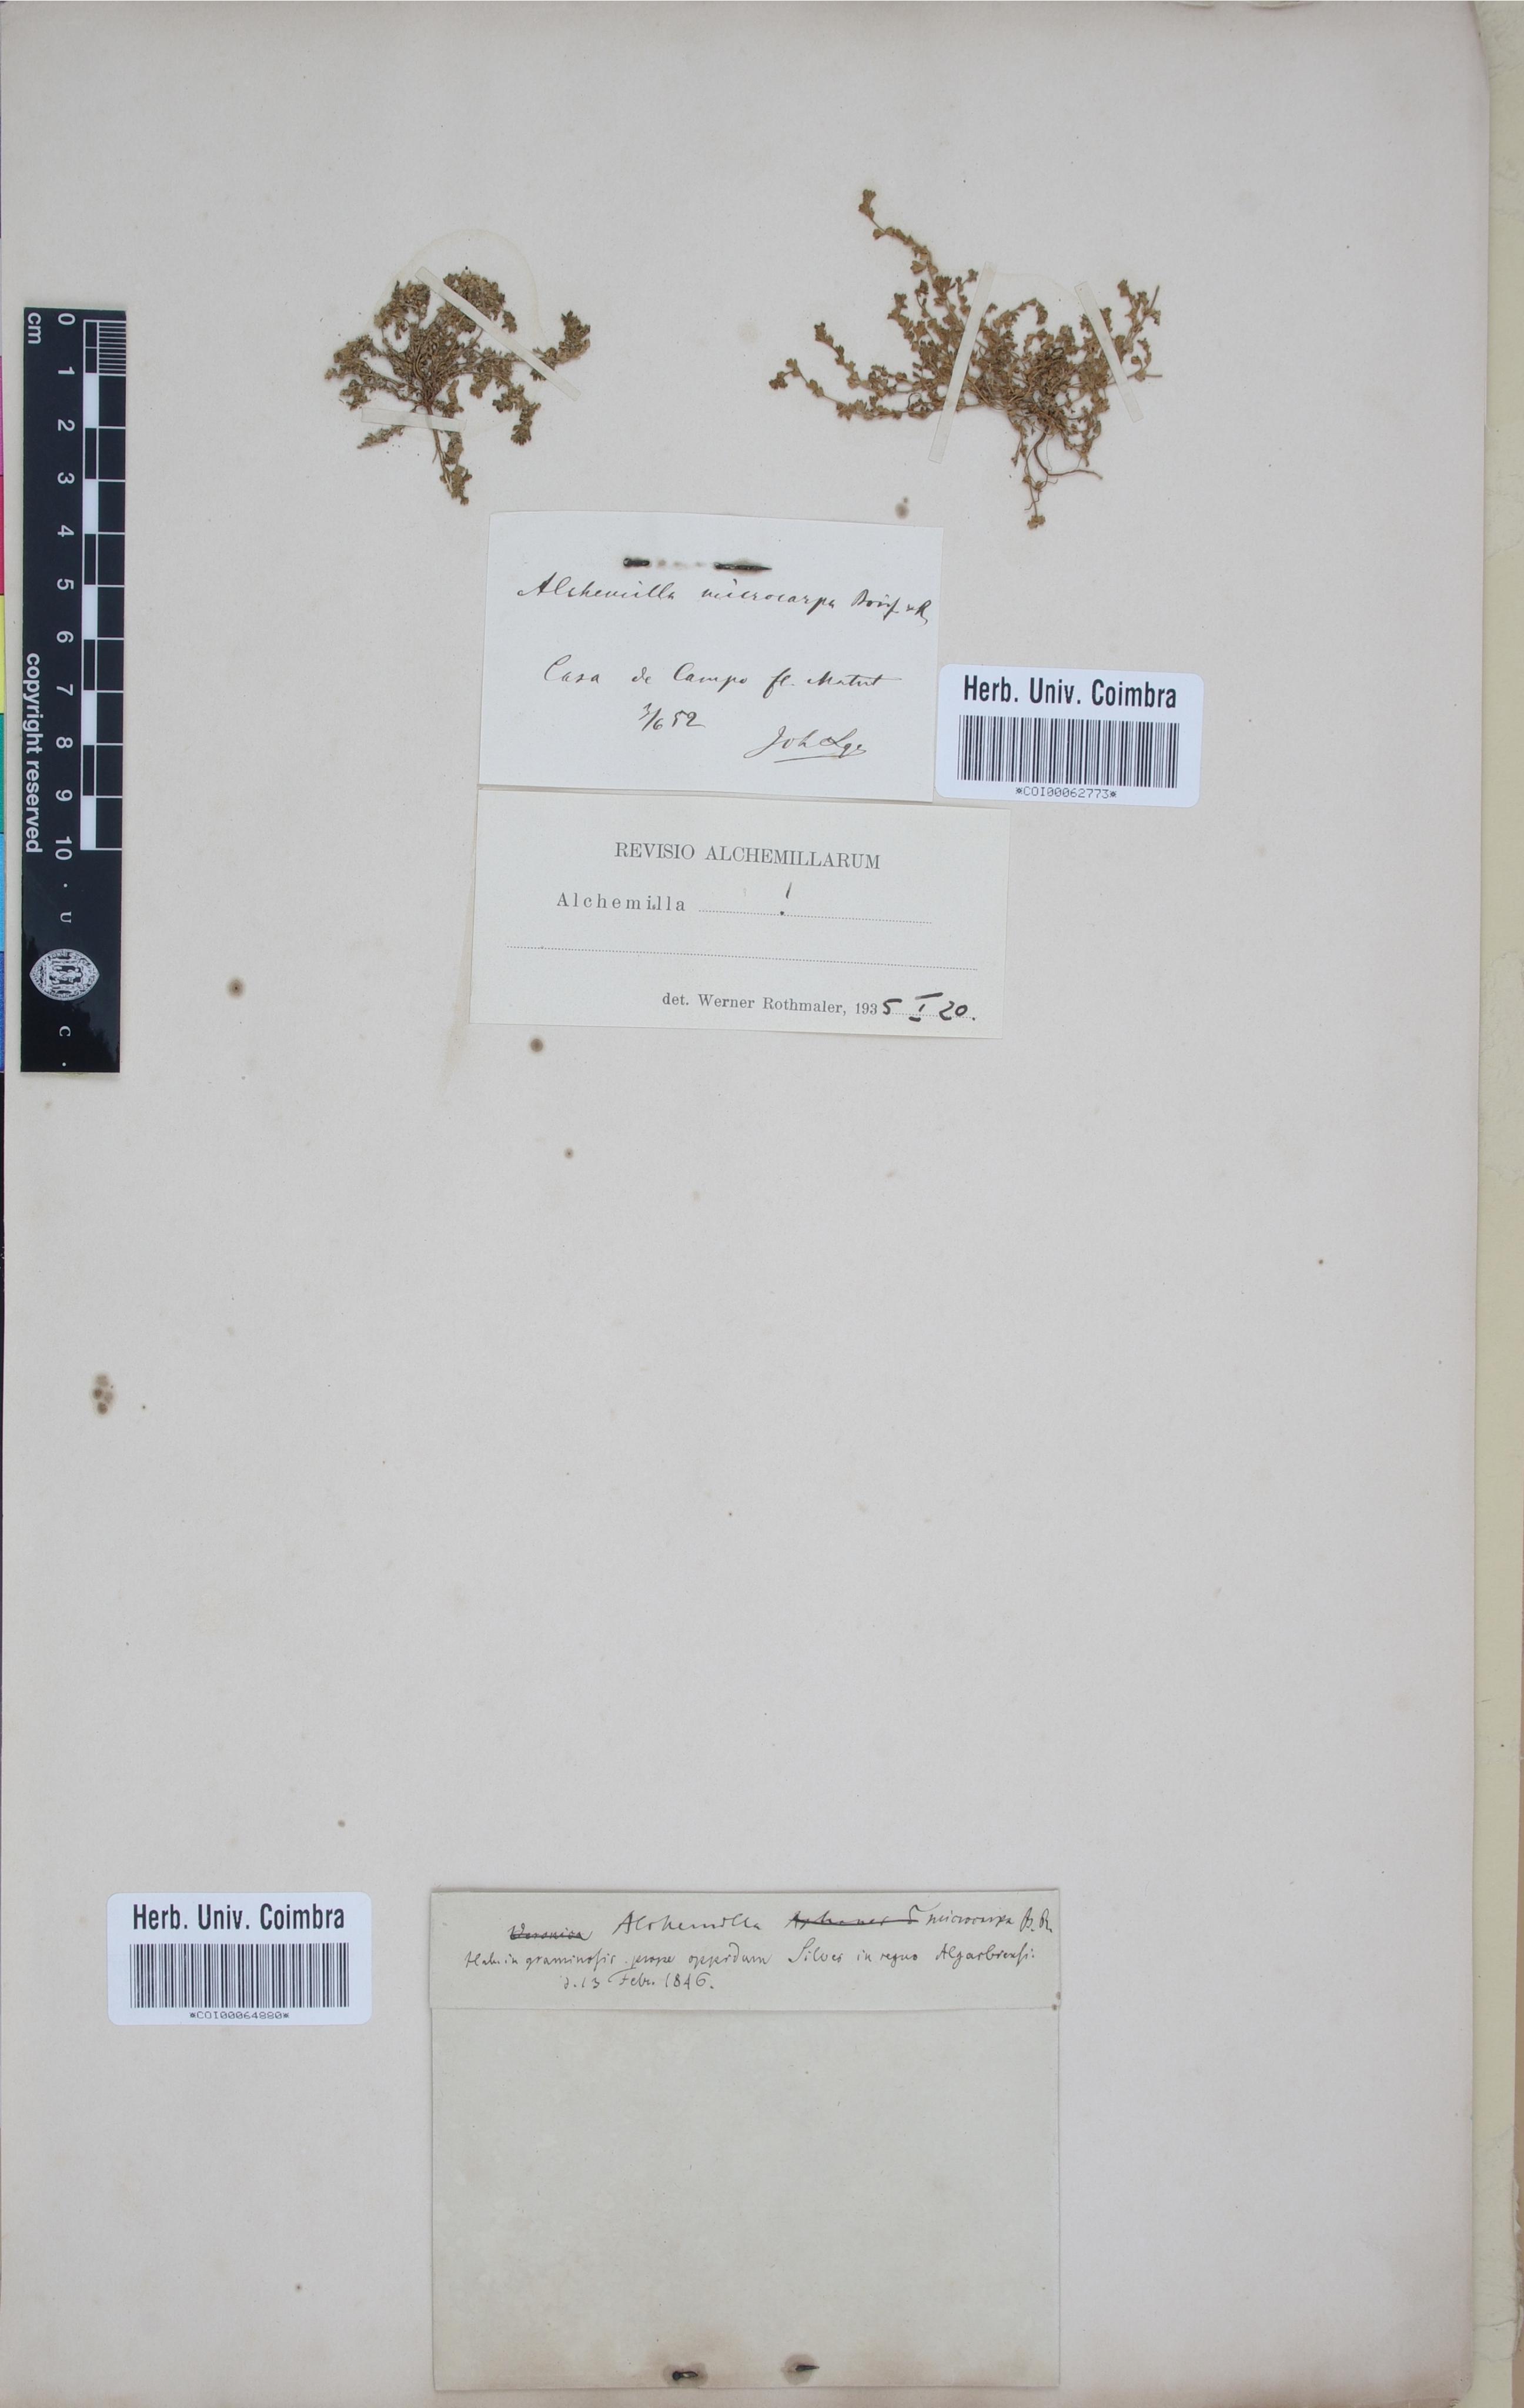 Alchemilla microcarpa Boiss & R
Casa de Campo fl. Matrit
3/6 52
Joh Lge
Herb. Univ. Coimbra
*COI00062773*
REVISIO ALCHEMILLARUM
Alchemilla !
det. Werner Rothmaler, 1935 I 20.
cm 0 1 2 3 4 5 6 7 8 9 10 . U C .
copyright reserved
Veronica Alchemilla microcarpa B. R.
Hab. in graminosis prope oppidum Silves in regno Algarbiensi.
d. 13 Febr. 1846.
Herb. Univ. Coimbra
*COI00064880*